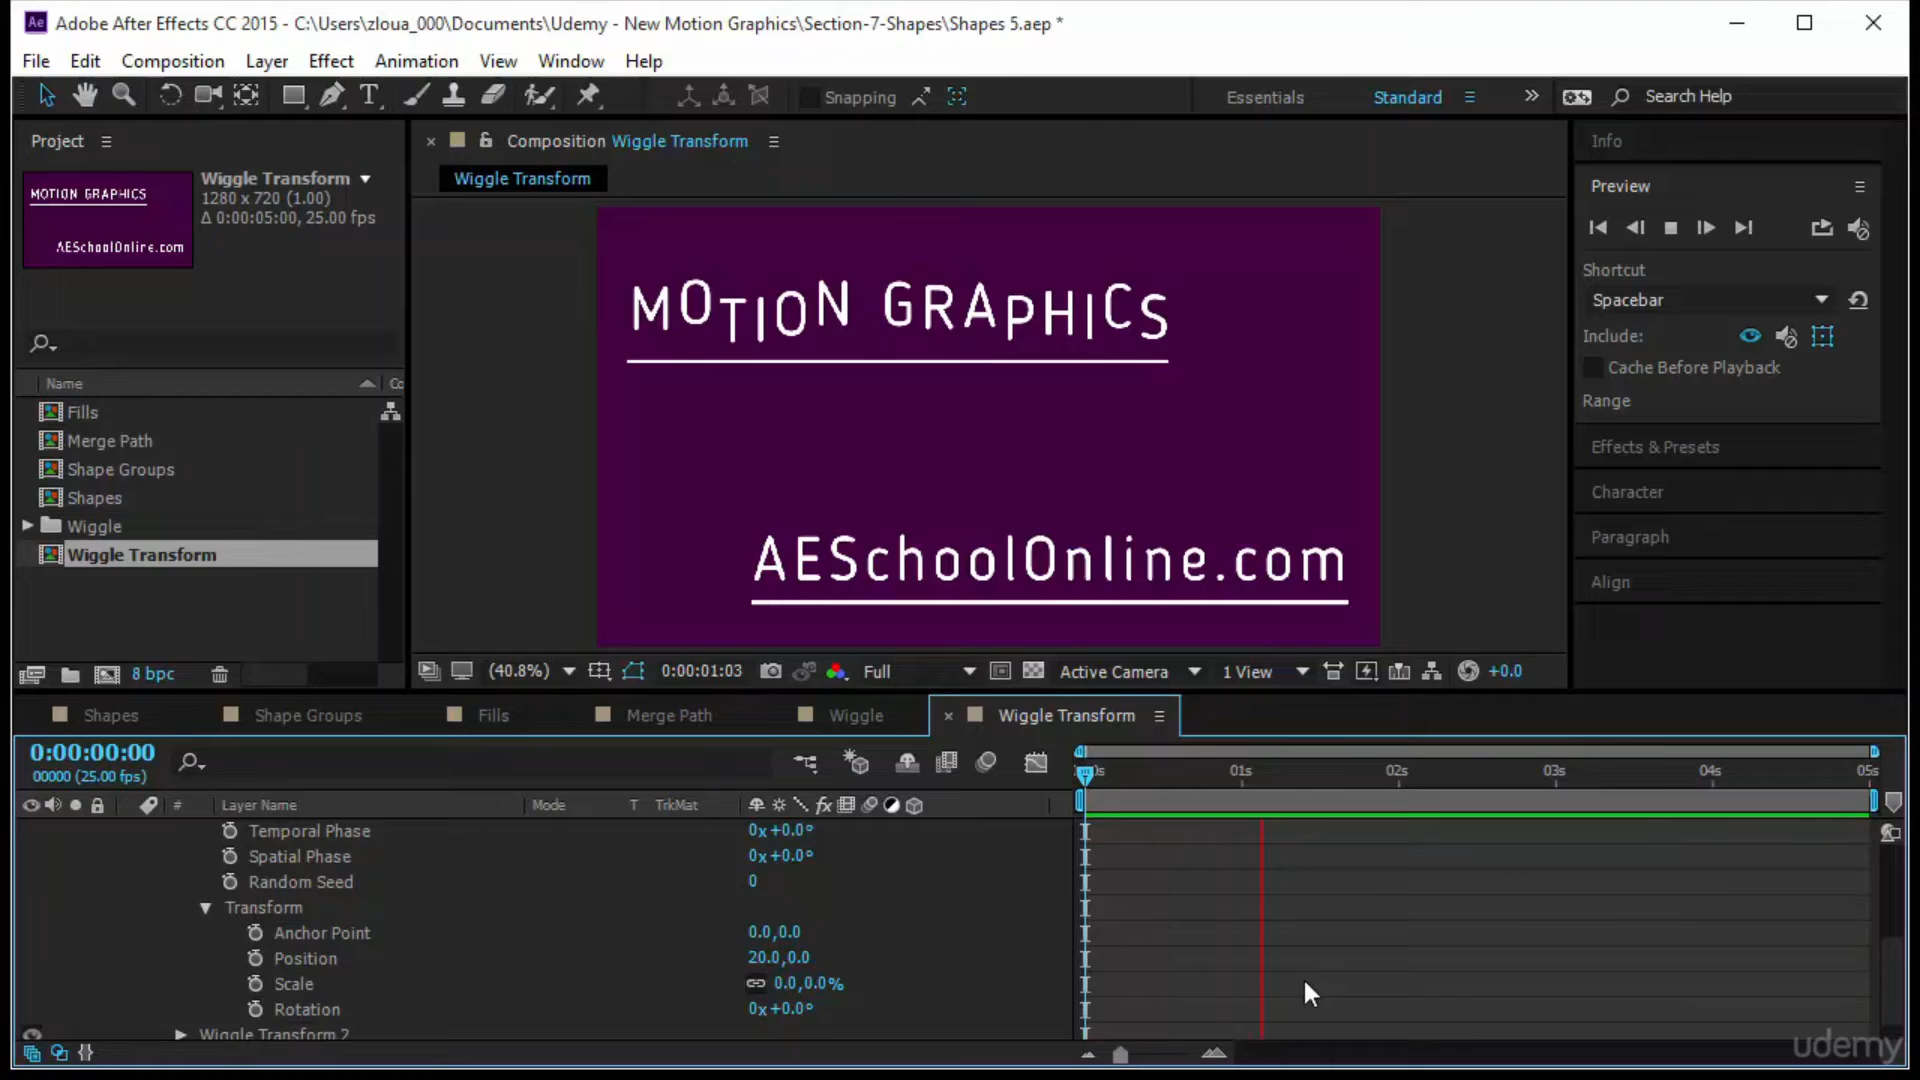 Adobe After Effects CC 2015 - C:\Users\zloua_000\Documents\Udemy - New Motion Graphics\Section-7-Shapes\Shapes 5.aep *
File Edit Composition Layer Effect Animation View Window Help
Snapping Essentials Standard Search Help
Project
Wiggle Transform
1280 x 720 (1.00)
Δ 0:00:05:00, 25.00 fps
MOTION GRAPHICS
AESchoolOnline.com
Name
Fills
Merge Path
Shape Groups
Shapes
Wiggle
Wiggle Transform
8 bpc
Composition Wiggle Transform
Wiggle Transform
MOTION GRAPHICS
AESchoolOnline.com
(40.8%) 0:00:01:03 Full Active Camera 1 View +0.0
Info
Preview
Shortcut
Spacebar
Include:
Cache Before Playback
Range
Effects & Presets
Character
Paragraph
Align
Shapes Shape Groups Fills Merge Path Wiggle Wiggle Transform
0:00:00:00
00000 (25.00 fps)
01s 02s 03s 04s 05s
# Layer Name Mode T TrkMat
Temporal Phase 0x+0.0°
Spatial Phase 0x+0.0°
Random Seed 0
Transform
Anchor Point 0.0,0.0
Position 20.0,0.0
Scale 0.0,0.0%
Rotation 0x+0.0°
Wiggle Transform 2
udemy